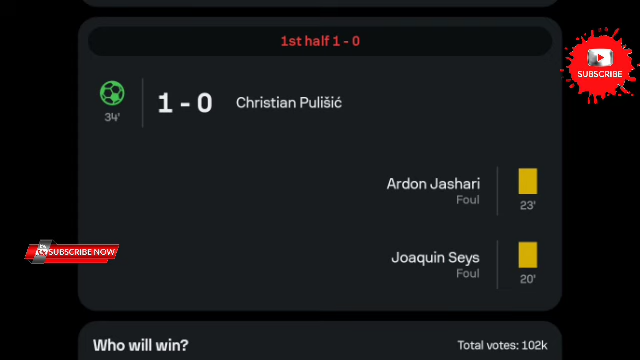 1st half 1 - 0
34'
1 - 0
Christian Pulišić
Ardon Jashari
Foul
23'
Joaquin Seys
Foul
20'
SUBSCRIBE
SUBSCRIBE NOW
Who will win?
Total votes: 102k